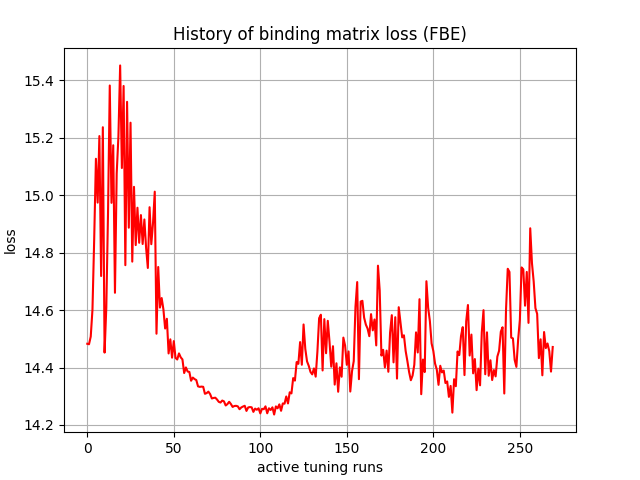 History of binding matrix loss (FBE)
15.4
15.2
15.0
14.8
14.6
14.4
14.2
loss
0 50 100 150 200 250
active tuning runs